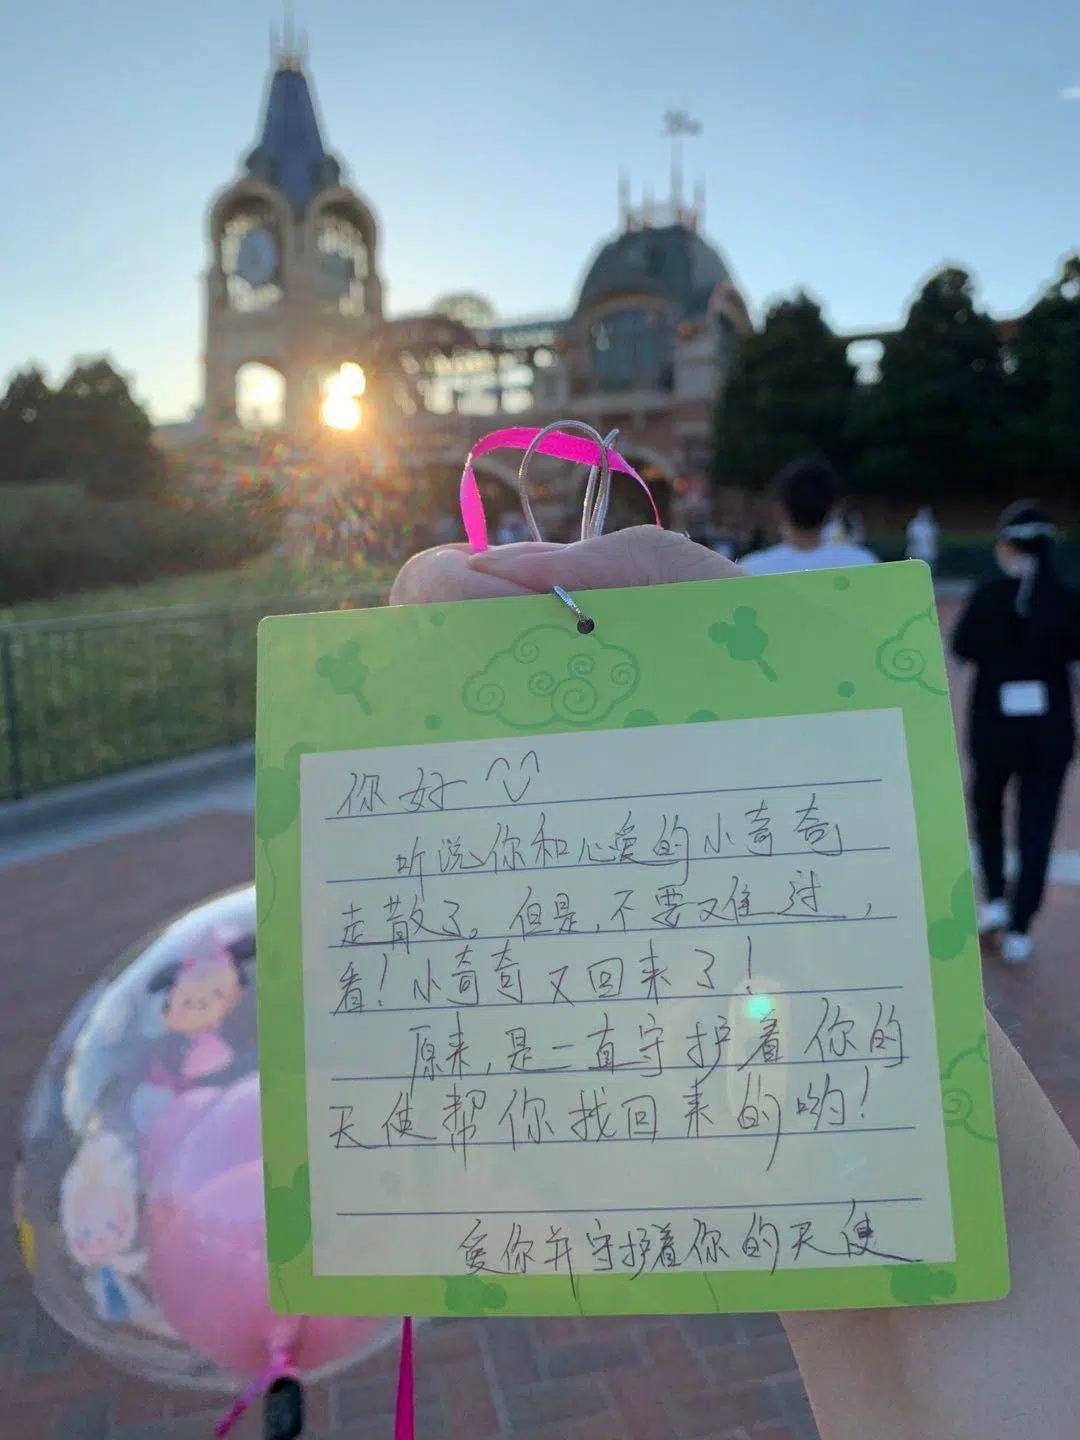 你好
听说你和心爱的小奇奇
走散了。但是,不要难过,
看!小奇奇又回来了!
原来,是一直守护着你的
天使帮你找回来的哟!
爱你并守护着你的天使